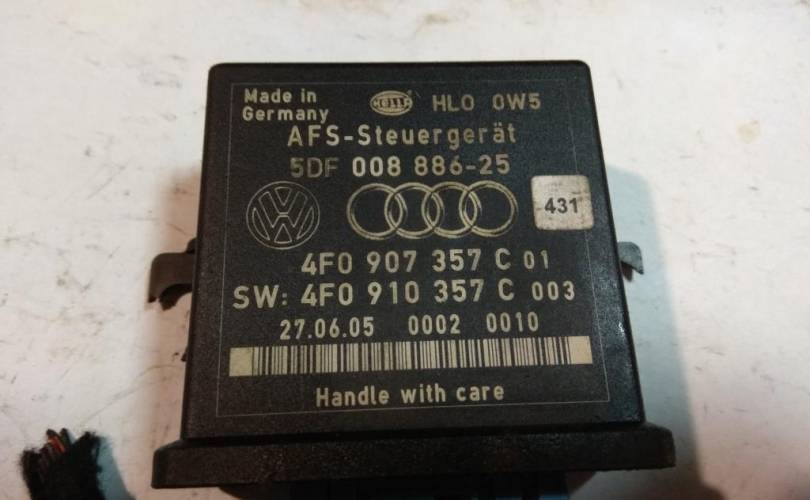 Made in
Germany
HELLA
HLO 0W5
AFS-Steuergerät
5DF 008 886-25
431
4F0 907 357 C 01
SW: 4F0 910 357 C 003
27.06.05 0002 0010
Handle with care